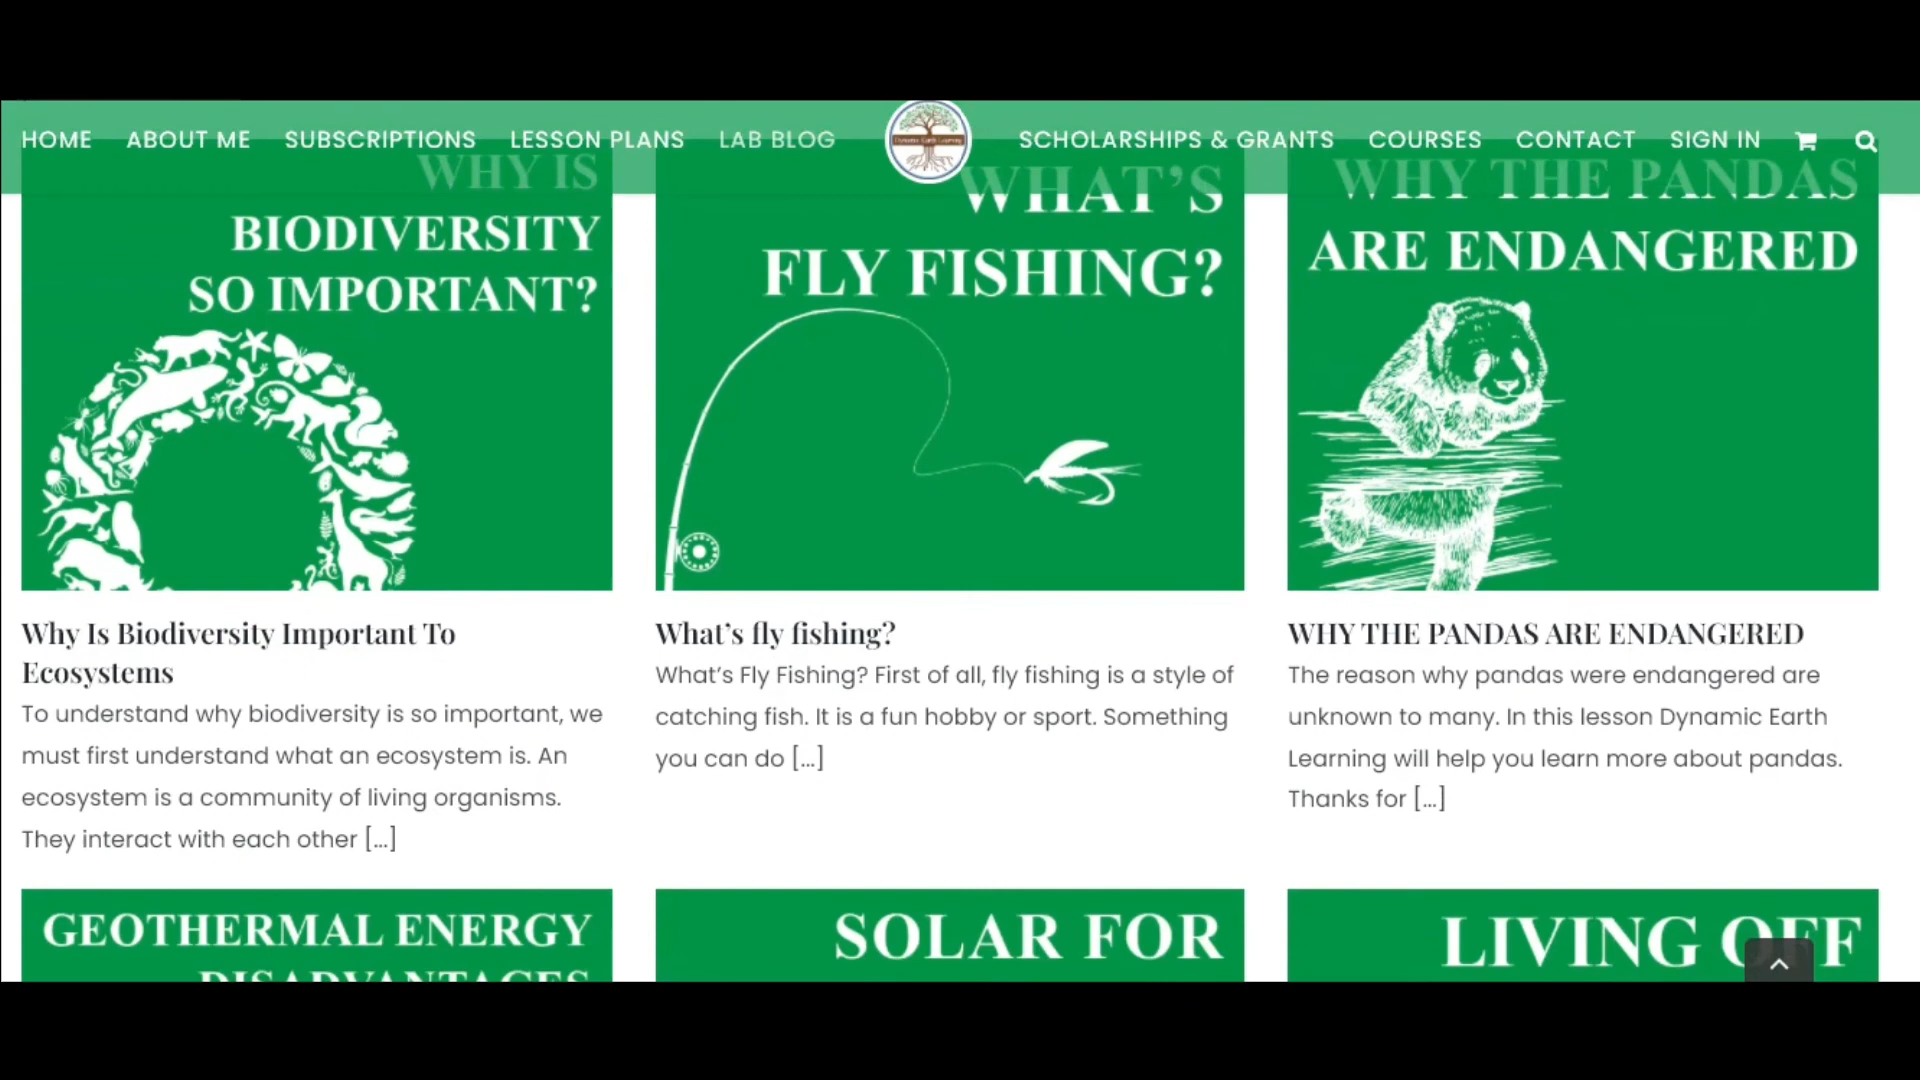 HOME ABOUT ME SUBSCRIPTIONS LESSON PLANS LAB BLOG Dynamic Earth Learning SCHOLARSHIPS & GRANTS COURSES CONTACT SIGN IN
WHY IS
BIODIVERSITY
SO IMPORTANT?
WHAT'S
FLY FISHING?
WHY THE PANDAS
ARE ENDANGERED
Why Is Biodiversity Important To
Ecosystems
To understand why biodiversity is so important, we
must first understand what an ecosystem is. An
ecosystem is a community of living organisms.
They interact with each other [...]
What's fly fishing?
What's Fly Fishing? First of all, fly fishing is a style of
catching fish. It is a fun hobby or sport. Something
you can do [...]
WHY THE PANDAS ARE ENDANGERED
The reason why pandas were endangered are
unknown to many. In this lesson Dynamic Earth
Learning will help you learn more about pandas.
Thanks for [...]
GEOTHERMAL ENERGY
DISADVANTAGES
SOLAR FOR
LIVING OFF